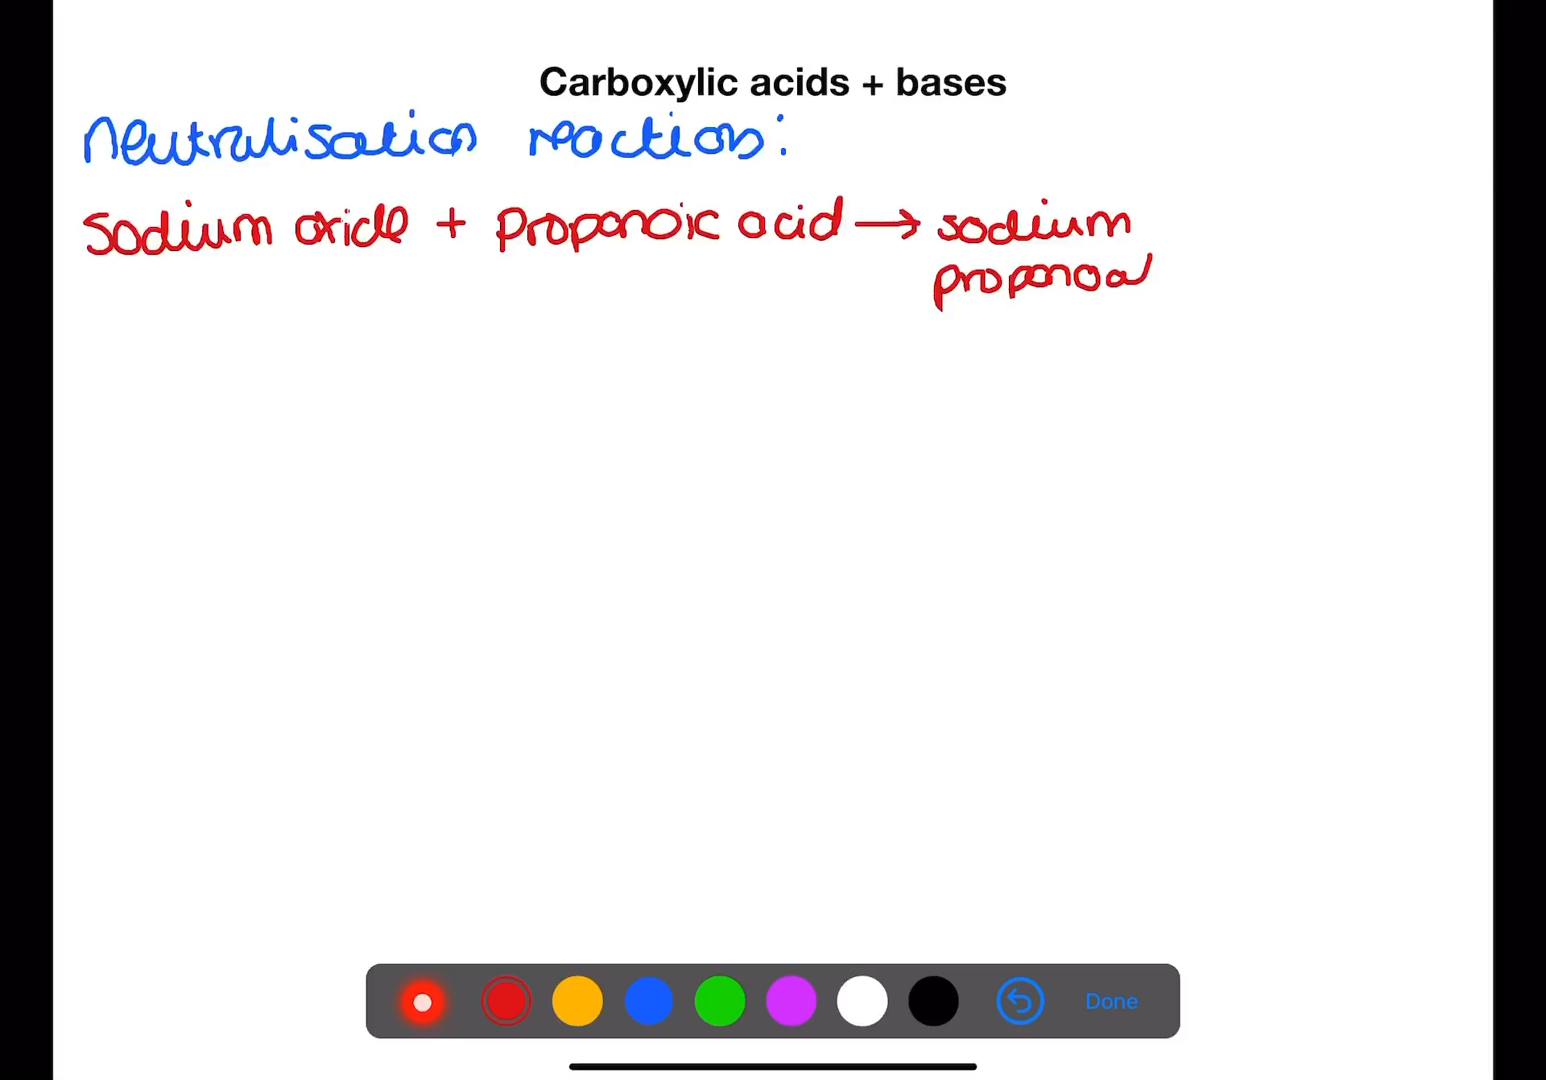 Carboxylic acids + bases
neutralisation reactions:
sodium oxide + propanoic acid → sodium
propanoa
Done